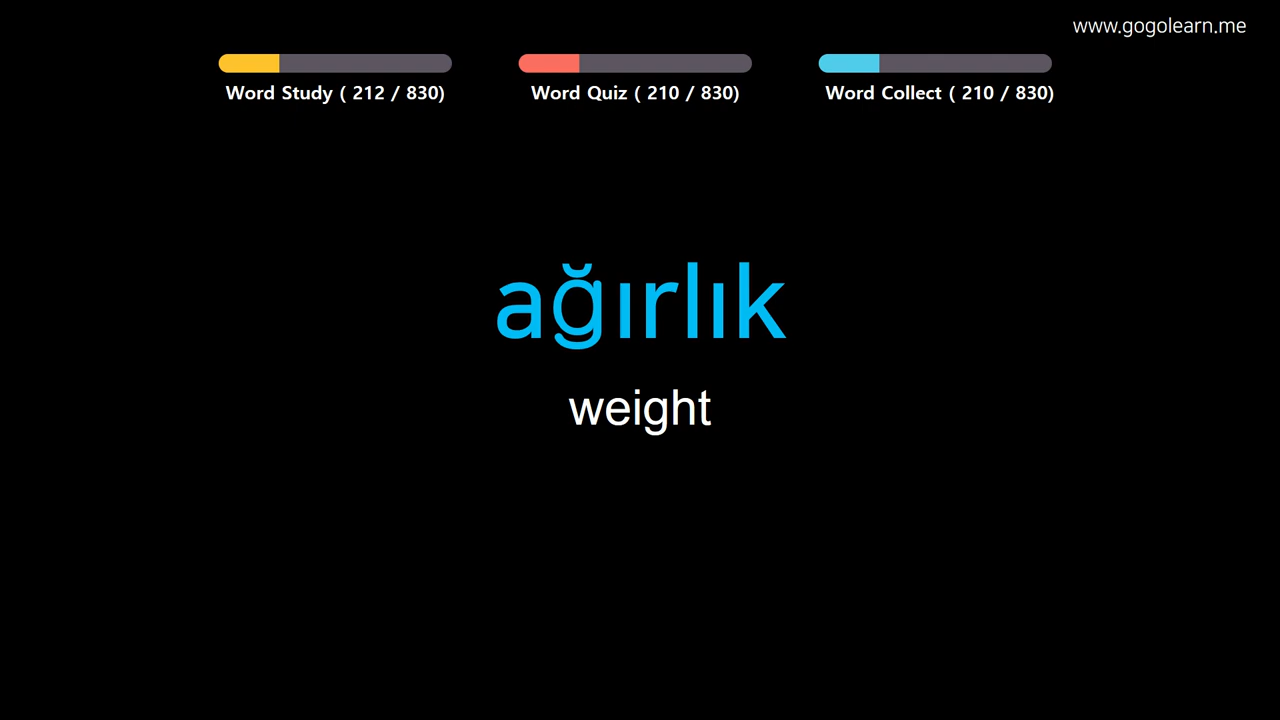 www.gogolearn.me
Word Study ( 212 / 830)
Word Quiz ( 210 / 830)
Word Collect ( 210 / 830)
ağırlık
weight